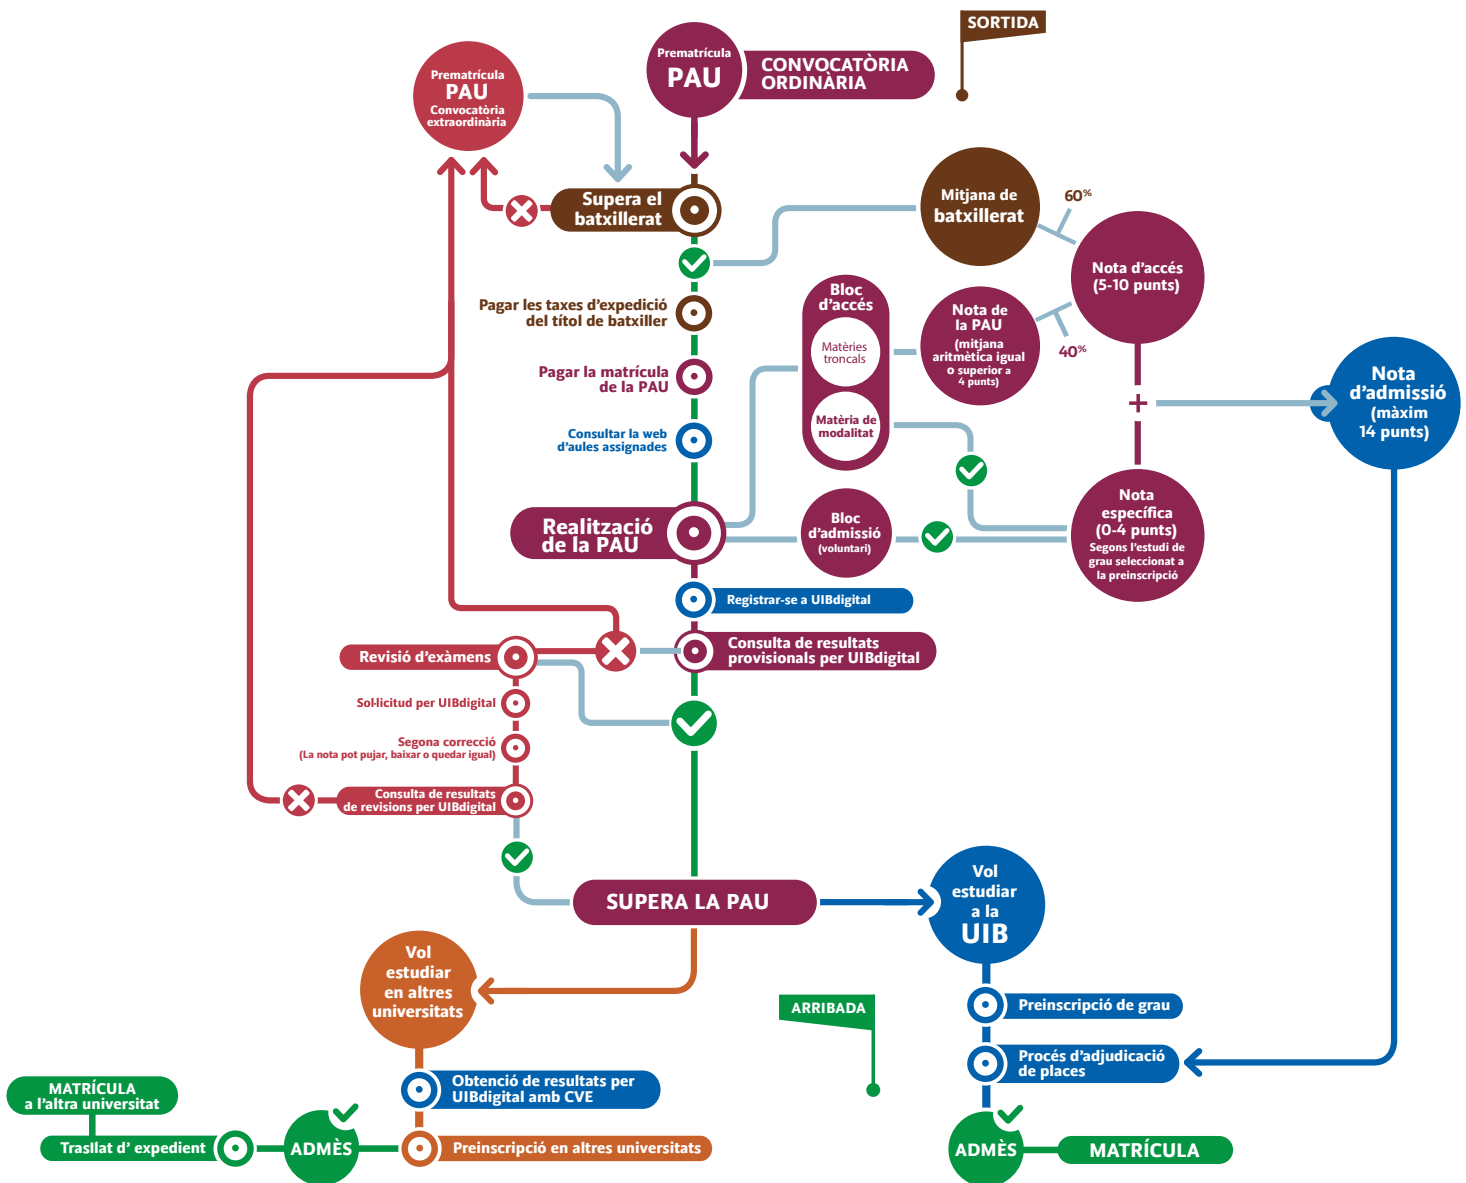 SORTIDA
Prematrícula
PAU
CONVOCATÒRIA
ORDINÀRIA
Prematrícula
PAU
Convocatòria
extraordinària
Supera el
batxillerat
Mitjana de
batxillerat
60%
Nota d'accés
(5-10 punts)
Pagar les taxes d'expedició
del títol de batxiller
Bloc
d'accés
Matèries
troncals
Matèria de
modalitat
Nota de
la PAU
(mitjana
aritmètica igual
o superior a
4 punts)
40%
Pagar la matrícula
de la PAU
+
Nota
d'admissió
(màxim
14 punts)
Consultar la web
d'aules assignades
Realització
de la PAU
Bloc
d'admissió
(voluntari)
Nota
específica
(0-4 punts)
Segons l'estudi de
grau seleccionat a
la preinscripció
Registrar-se a UIBdigital
Consulta de resultats
provisionals per UIBdigital
Revisió d'exàmens
Sol·licitud per UIBdigital
Segona correcció
(La nota pot pujar, baixar o quedar igual)
Consulta de resultats
de revisions per UIBdigital
SUPERA LA PAU
Vol
estudiar
a la
UIB
Vol
estudiar
en altres
universitats
ARRIBADA
Preinscripció de grau
Procés d'adjudicació
de places
Obtenció de resultats per
UIBdigital amb CVE
MATRÍCULA
a l'altra universitat
Trasllat d' expedient
ADMÈS
Preinscripció en altres universitats
ADMÈS
MATRÍCULA